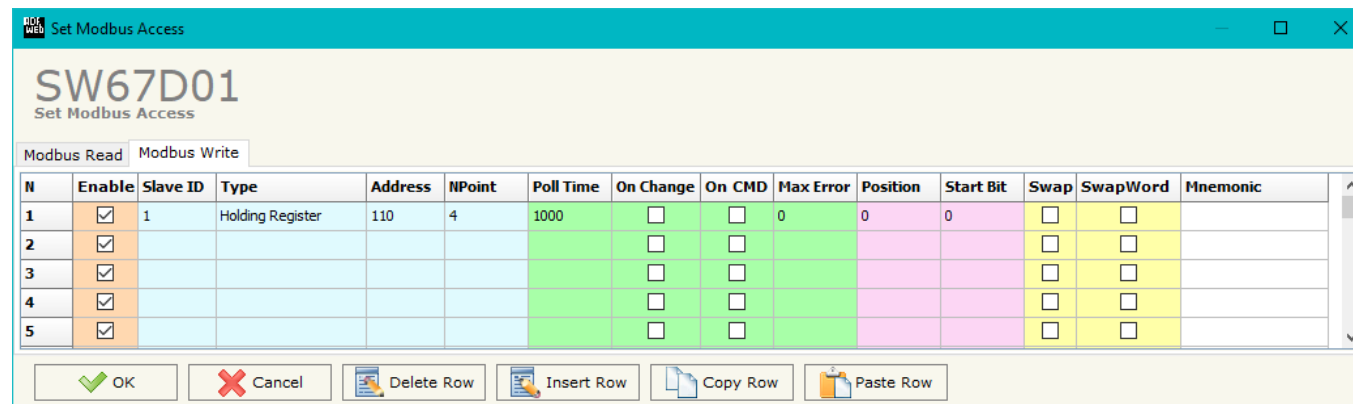 ADF WEB Set Modbus Access
SW67D01
Set Modbus Access
Modbus Read Modbus Write
N Enable Slave ID Type Address NPoint Poll Time On Change On CMD Max Error Position Start Bit Swap SwapWord Mnemonic
1 1 Holding Register 110 4 1000 0 0 0
2
3
4
5
OK Cancel Delete Row Insert Row Copy Row Paste Row